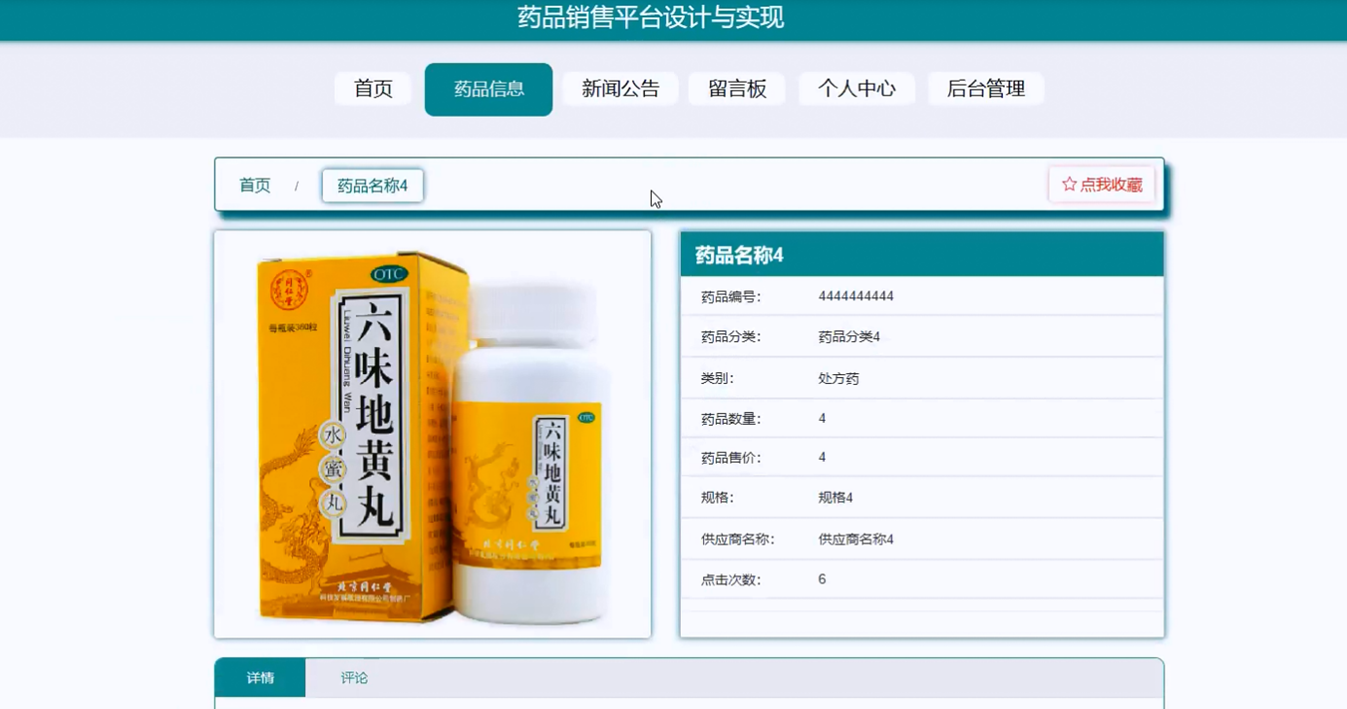 药品销售平台设计与实现
首页
药品信息
新闻公告
留言板
个人中心
后台管理
首页 / 药品名称4
☆ 点我收藏
同仁堂
®
OTC
每瓶装360粒
六味地黄丸
Liuwei Dihuang Wan
水蜜丸
北京同仁堂
OTC
六味地黄丸
北京同仁堂
药品名称4
药品编号: 4444444444
药品分类: 药品分类4
类别: 处方药
药品数量: 4
药品售价: 4
规格: 规格4
供应商名称: 供应商名称4
点击次数: 6
详情
评论